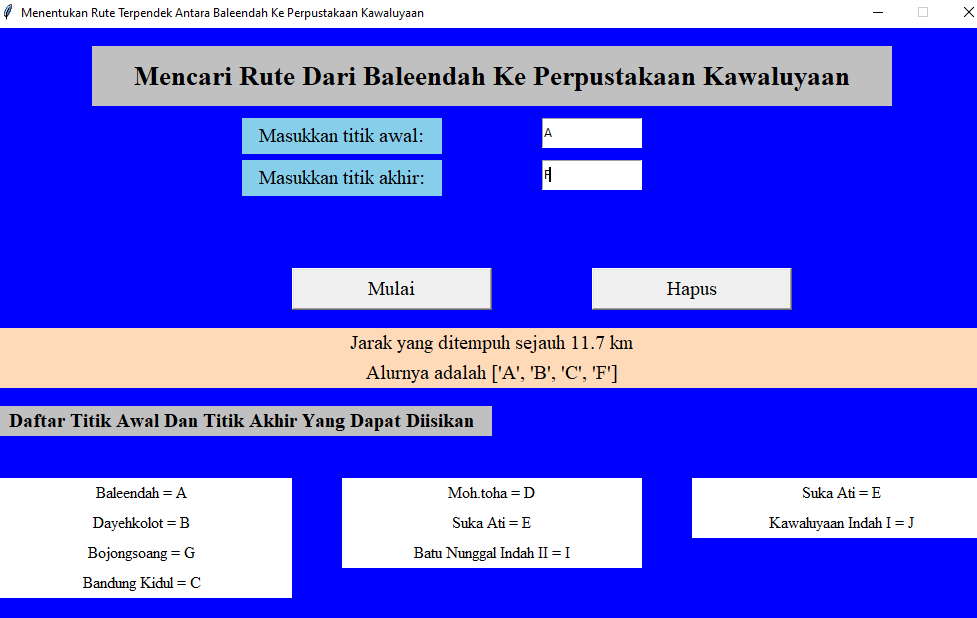 Menentukan Rute Terpendek Antara Baleendah Ke Perpustakaan Kawaluyaan
Mencari Rute Dari Baleendah Ke Perpustakaan Kawaluyaan
Masukkan titik awal: A
Masukkan titik akhir: F
Mulai Hapus
Jarak yang ditempuh sejauh 11.7 km
Alurnya adalah ['A', 'B', 'C', 'F']
Daftar Titik Awal Dan Titik Akhir Yang Dapat Diisikan
Baleendah = A
Dayehkolot = B
Bojongsoang = G
Bandung Kidul = C
Moh.toha = D
Suka Ati = E
Batu Nunggal Indah II = I
Suka Ati = E
Kawaluyaan Indah I = J